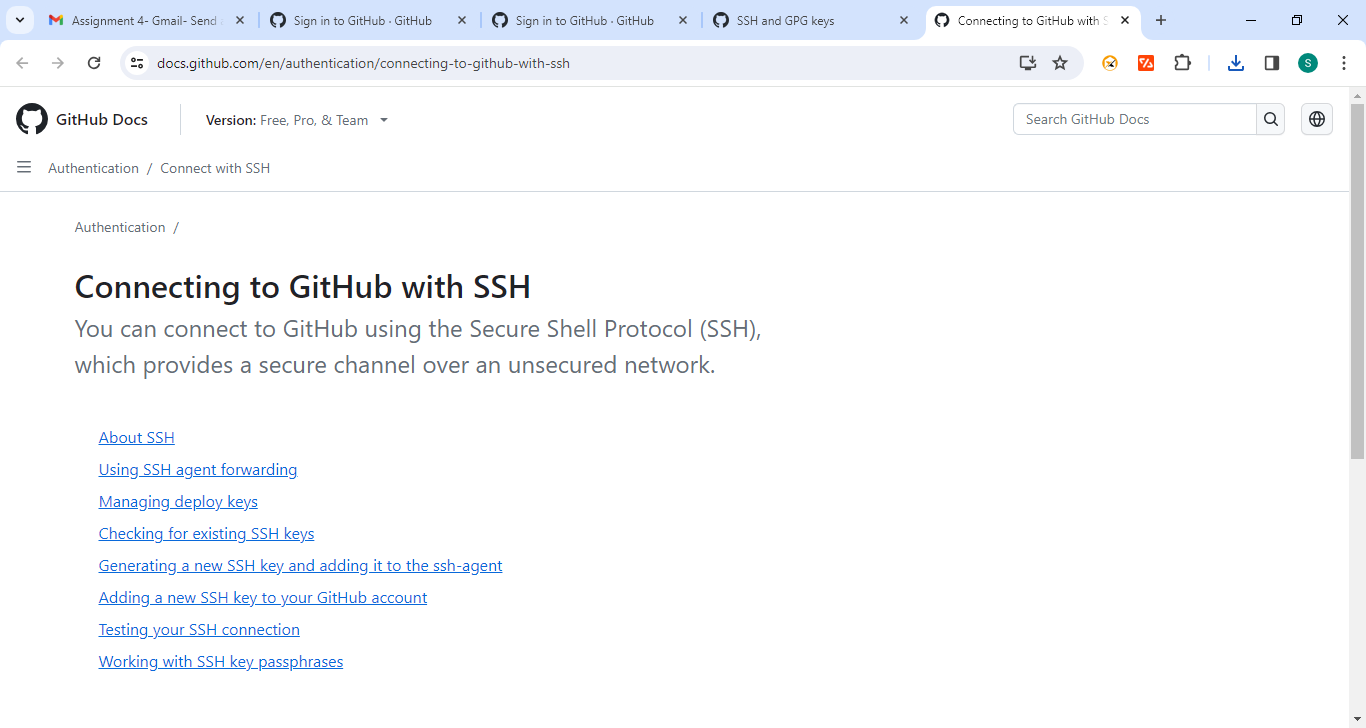 Assignment 4- Gmail- Send
Sign in to GitHub · GitHub
Sign in to GitHub · GitHub
SSH and GPG keys
Connecting to GitHub with S
docs.github.com/en/authentication/connecting-to-github-with-ssh
S
GitHub Docs
Version: Free, Pro, & Team
Search GitHub Docs
Authentication / Connect with SSH
Authentication /
Connecting to GitHub with SSH
You can connect to GitHub using the Secure Shell Protocol (SSH),
which provides a secure channel over an unsecured network.
About SSH
Using SSH agent forwarding
Managing deploy keys
Checking for existing SSH keys
Generating a new SSH key and adding it to the ssh-agent
Adding a new SSH key to your GitHub account
Testing your SSH connection
Working with SSH key passphrases